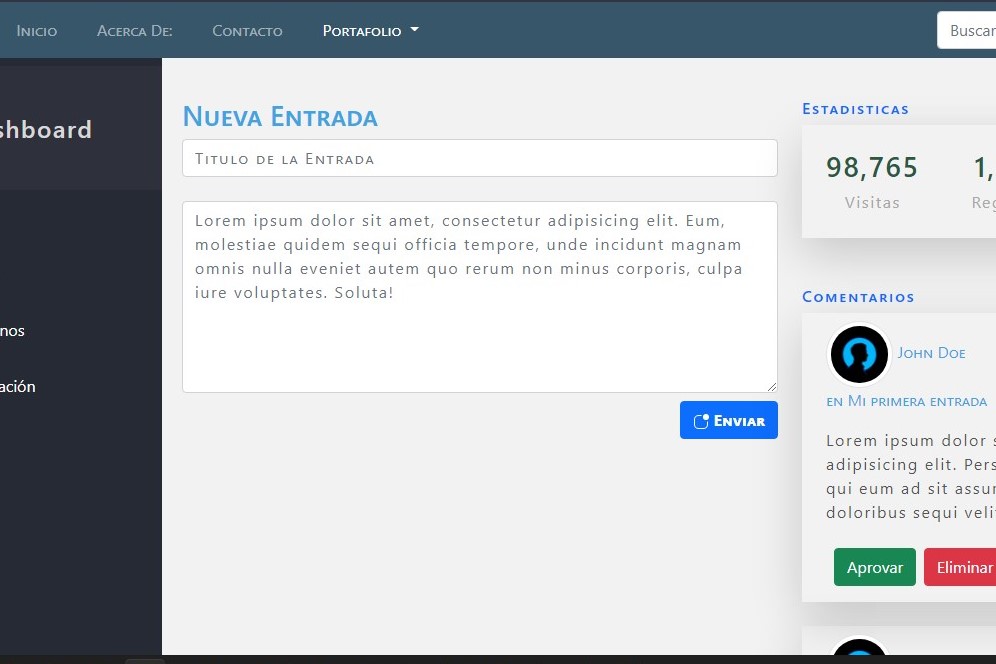 Inicio Acerca De: Contacto Portafolio Buscar
shboard
nos
ación
Nueva Entrada
Titulo de la Entrada
Lorem ipsum dolor sit amet, consectetur adipisicing elit. Eum,
molestiae quidem sequi officia tempore, unde incidunt magnam
omnis nulla eveniet autem quo rerum non minus corporis, culpa
iure voluptates. Soluta!
Enviar
Estadisticas
98,765 1,
Visitas Reg
Comentarios
John Doe
en Mi primera entrada
Lorem ipsum dolor s
adipisicing elit. Pers
qui eum ad sit assum
doloribus sequi velit
Aprovar Eliminar